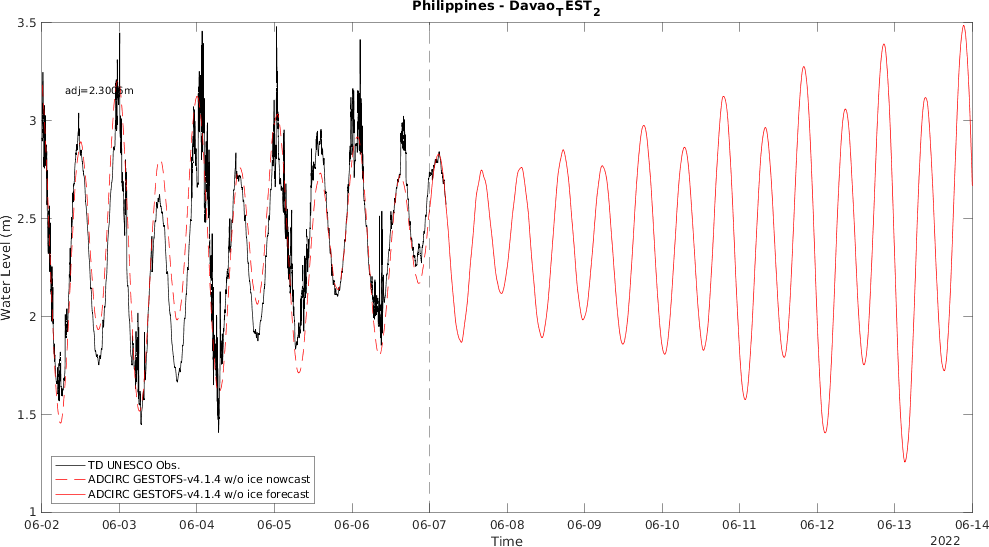 Philippines - Davao_TEST_2
adj=2.3005m
Water Level (m)
3.5
3
2.5
2
1.5
1
TD UNESCO Obs.
ADCIRC GESTOFS-v4.1.4 w/o ice nowcast
ADCIRC GESTOFS-v4.1.4 w/o ice forecast
06-02 06-03 06-04 06-05 06-06 06-07 06-08 06-09 06-10 06-11 06-12 06-13 06-14
Time
2022